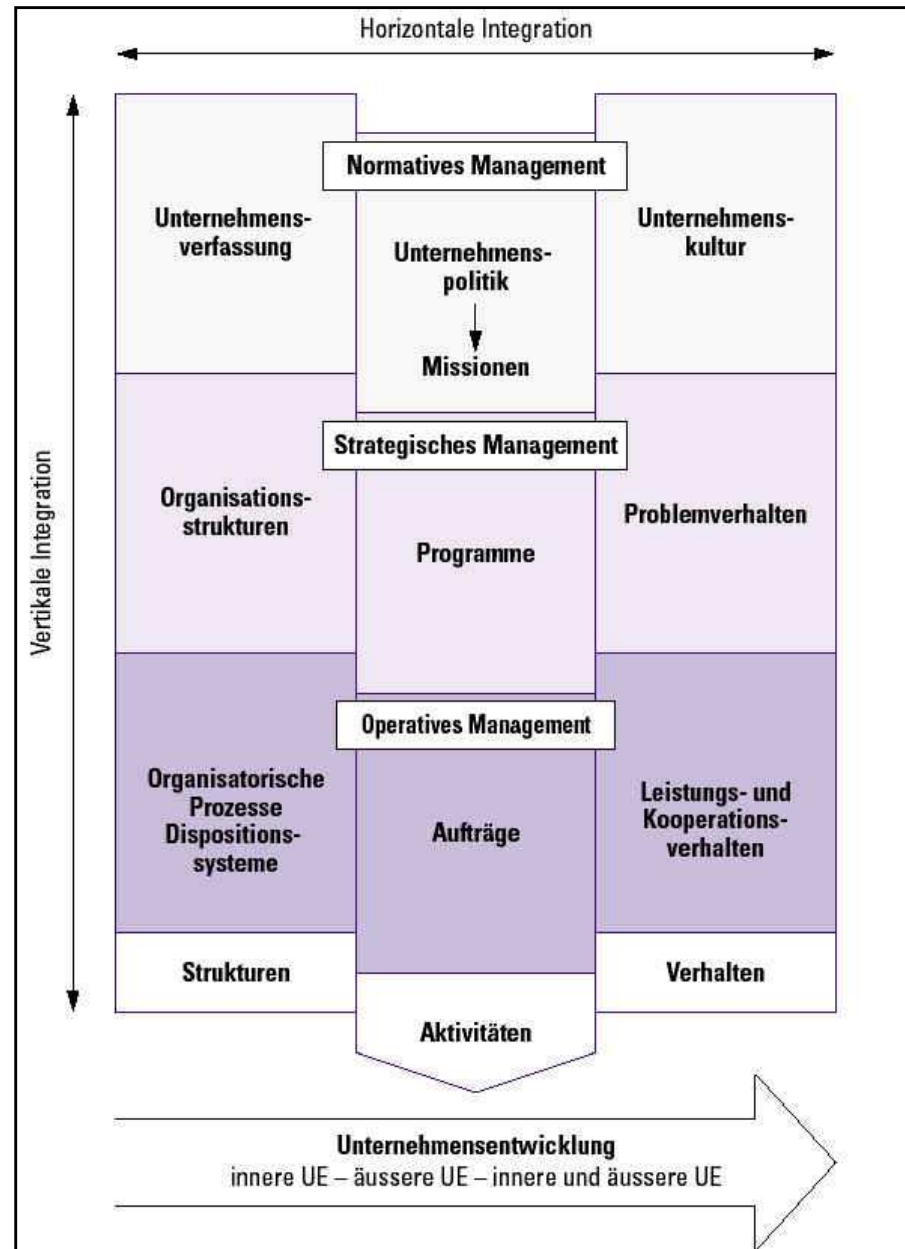 Horizontale Integration
Vertikale Integration
Normatives Management
Unternehmens-
verfassung
Unternehmens-
politik
Missionen
Unternehmens-
kultur
Strategisches Management
Organisations-
strukturen
Programme
Problemverhalten
Operatives Management
Organisatorische
Prozesse
Dispositions-
systeme
Aufträge
Leistungs- und
Kooperations-
verhalten
Strukturen
Aktivitäten
Verhalten
Unternehmensentwicklung
innere UE – äussere UE – innere und äussere UE